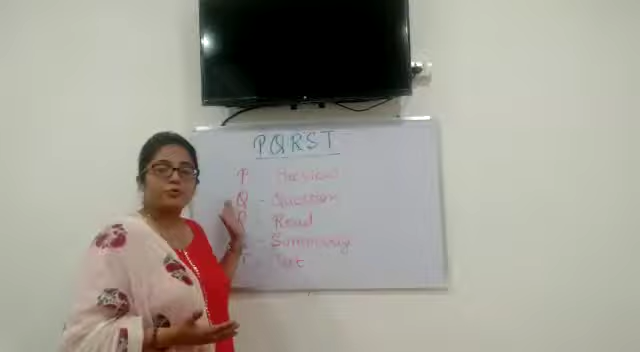 PQRST
P - Preview
Q - Question
R - Read
- Summary
T - Test